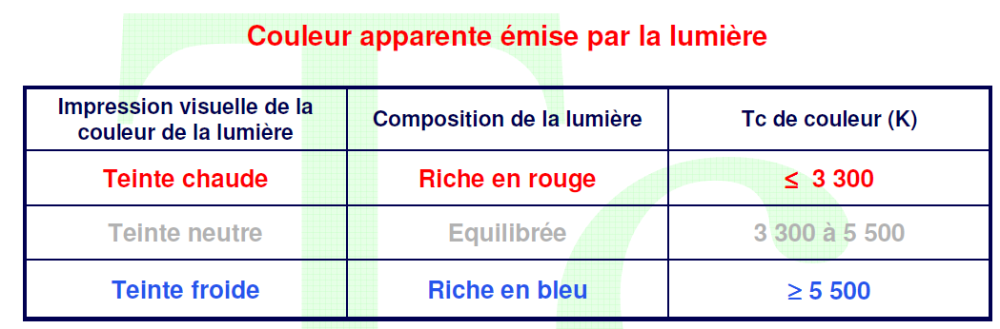 Couleur apparente émise par la lumière
Impression visuelle de la
couleur de la lumière
Composition de la lumière
Tc de couleur (K)
Teinte chaude
Riche en rouge
≤ 3 300
Teinte neutre
Equilibrée
3 300 à 5 500
Teinte froide
Riche en bleu
≥ 5 500
Tc